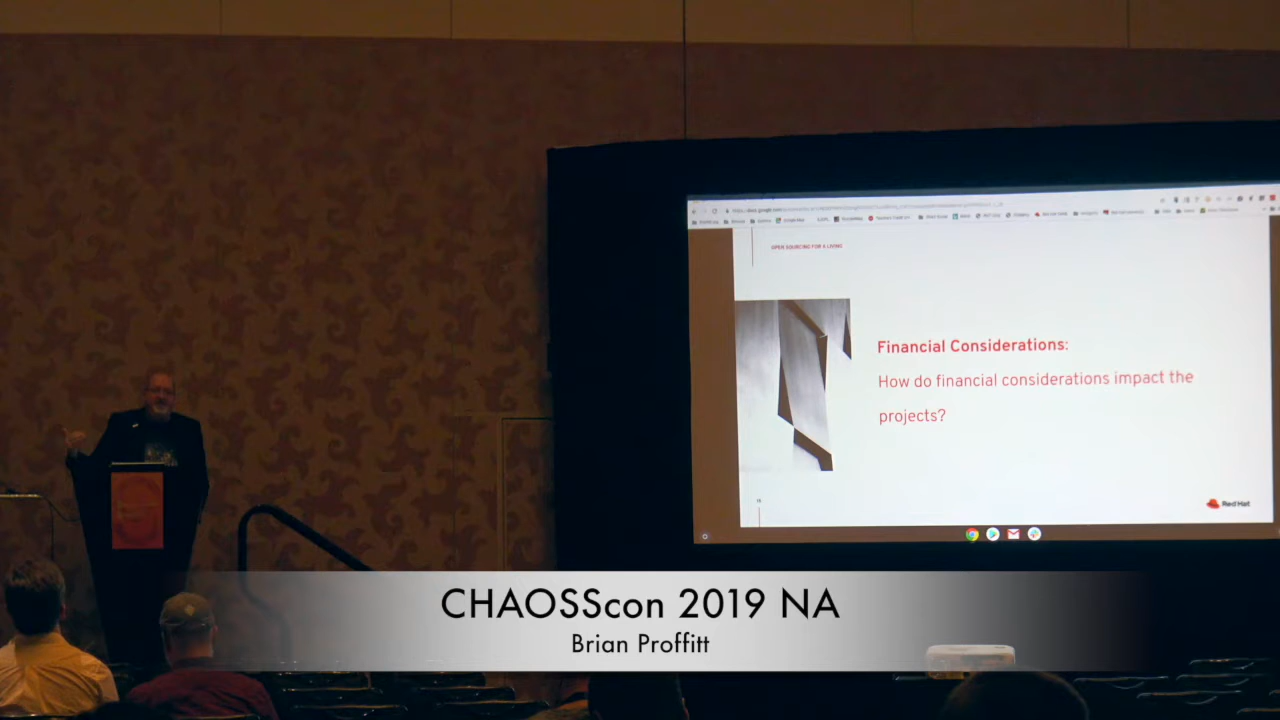 OPEN SOURCING FOR A LIVING
Financial Considerations:
How do financial considerations impact the
projects?
Red Hat
CHAOSScon 2019 NA
Brian Proffitt